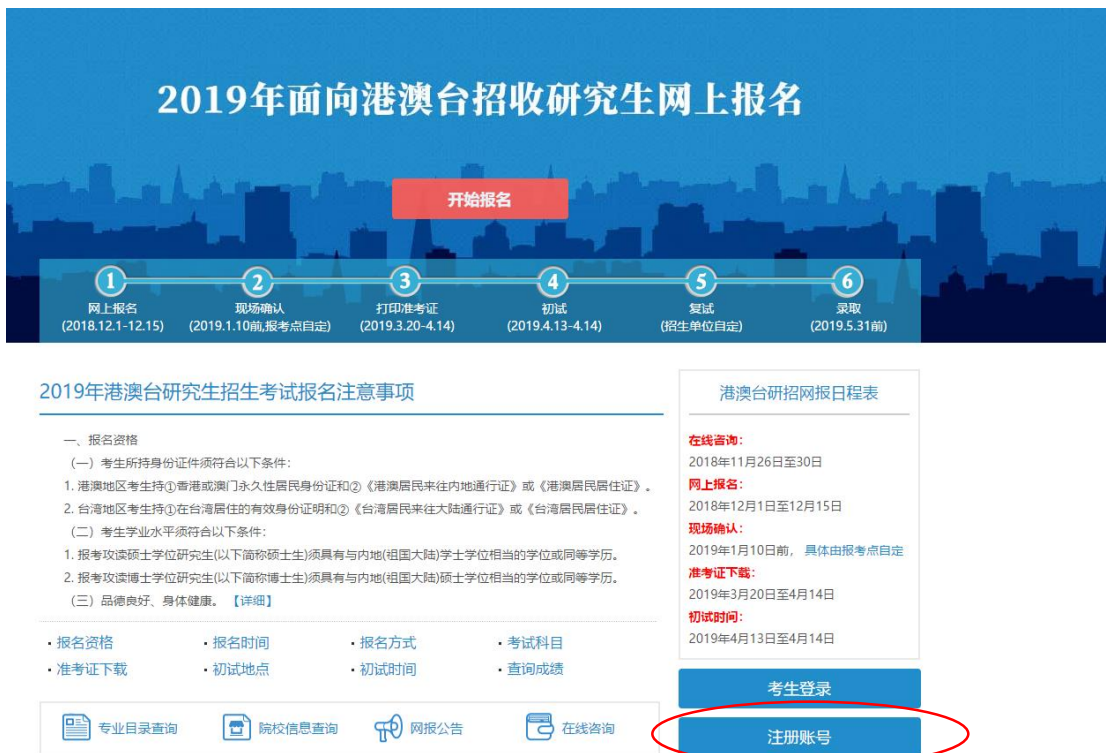 2019年面向港澳台招收研究生网上报名
开始报名
1 2 3 4 5 6
网上报名 现场确认 打印准考证 初试 复试 录取
(2018.12.1-12.15) (2019.1.10前,报考点自定) (2019.3.20-4.14) (2019.4.13-4.14) (招生单位自定) (2019.5.31前)
2019年港澳台研究生招生考试报名注意事项
一、报名资格
（一）考生所持身份证件须符合以下条件：
1. 港澳地区考生持①香港或澳门永久性居民身份证和②《港澳居民来往内地通行证》或《港澳居民居住证》。
2. 台湾地区考生持①在台湾居住的有效身份证明和②《台湾居民来往大陆通行证》或《台湾居民居住证》。
（二）考生学业水平须符合以下条件：
1. 报考攻读硕士学位研究生(以下简称硕士生)须具有与内地(祖国大陆)学士学位相当的学位或同等学历。
2. 报考攻读博士学位研究生(以下简称博士生)须具有与内地(祖国大陆)硕士学位相当的学位或同等学历。
（三）品德良好、身体健康。 【详细】
· 报名资格 · 报名时间 · 报名方式 · 考试科目
· 准考证下载 · 初试地点 · 初试时间 · 查询成绩
专业目录查询 院校信息查询 网报公告 在线咨询
港澳台研招网报日程表
在线咨询：
2018年11月26日至30日
网上报名：
2018年12月1日至12月15日
现场确认：
2019年1月10日前， 具体由报考点自定
准考证下载：
2019年3月20日至4月14日
初试时间：
2019年4月13日至4月14日
考生登录
注册账号